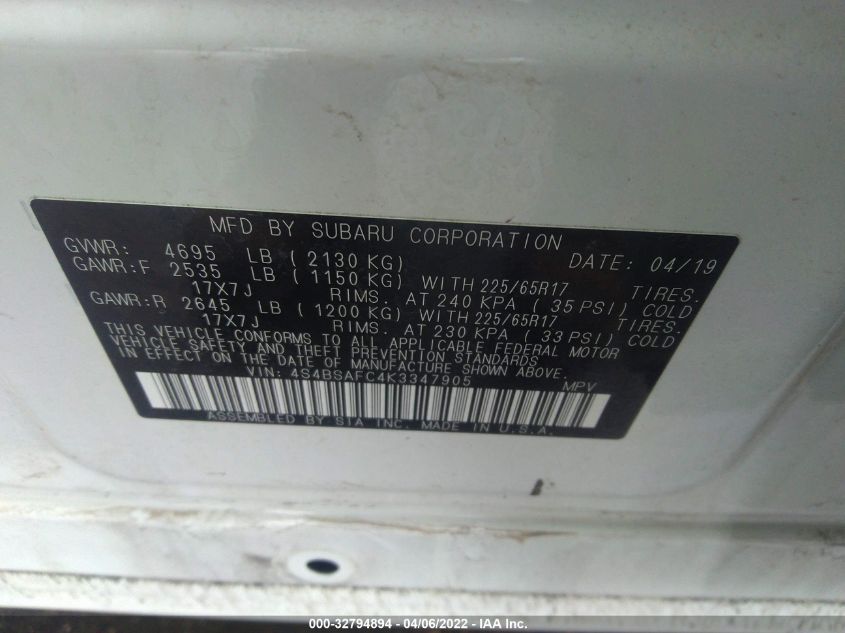 MFD BY SUBARU CORPORATION
GVWR: 4695 LB ( 2130 KG) DATE: 04/19
GAWR:F 2535 LB ( 1150 KG) WITH 225/65R17 TIRES.
17X7J RIMS. AT 240 KPA ( 35 PSI) COLD
GAWR:R 2645 LB ( 1200 KG) WITH 225/65R17 TIRES.
17X7J RIMS. AT 230 KPA ( 33 PSI) COLD.
THIS VEHICLE CONFORMS TO ALL APPLICABLE FEDERAL MOTOR
VEHICLE SAFETY AND THEFT PREVENTION STANDARDS
IN EFFECT ON THE DATE OF MANUFACTURE SHOWN ABOVE.
VIN: 4S4BSAFC4K3347905 MPV
ASSEMBLED BY SIA INC. MADE IN U.S.A.
000-32794894 - 04/06/2022 - IAA Inc.